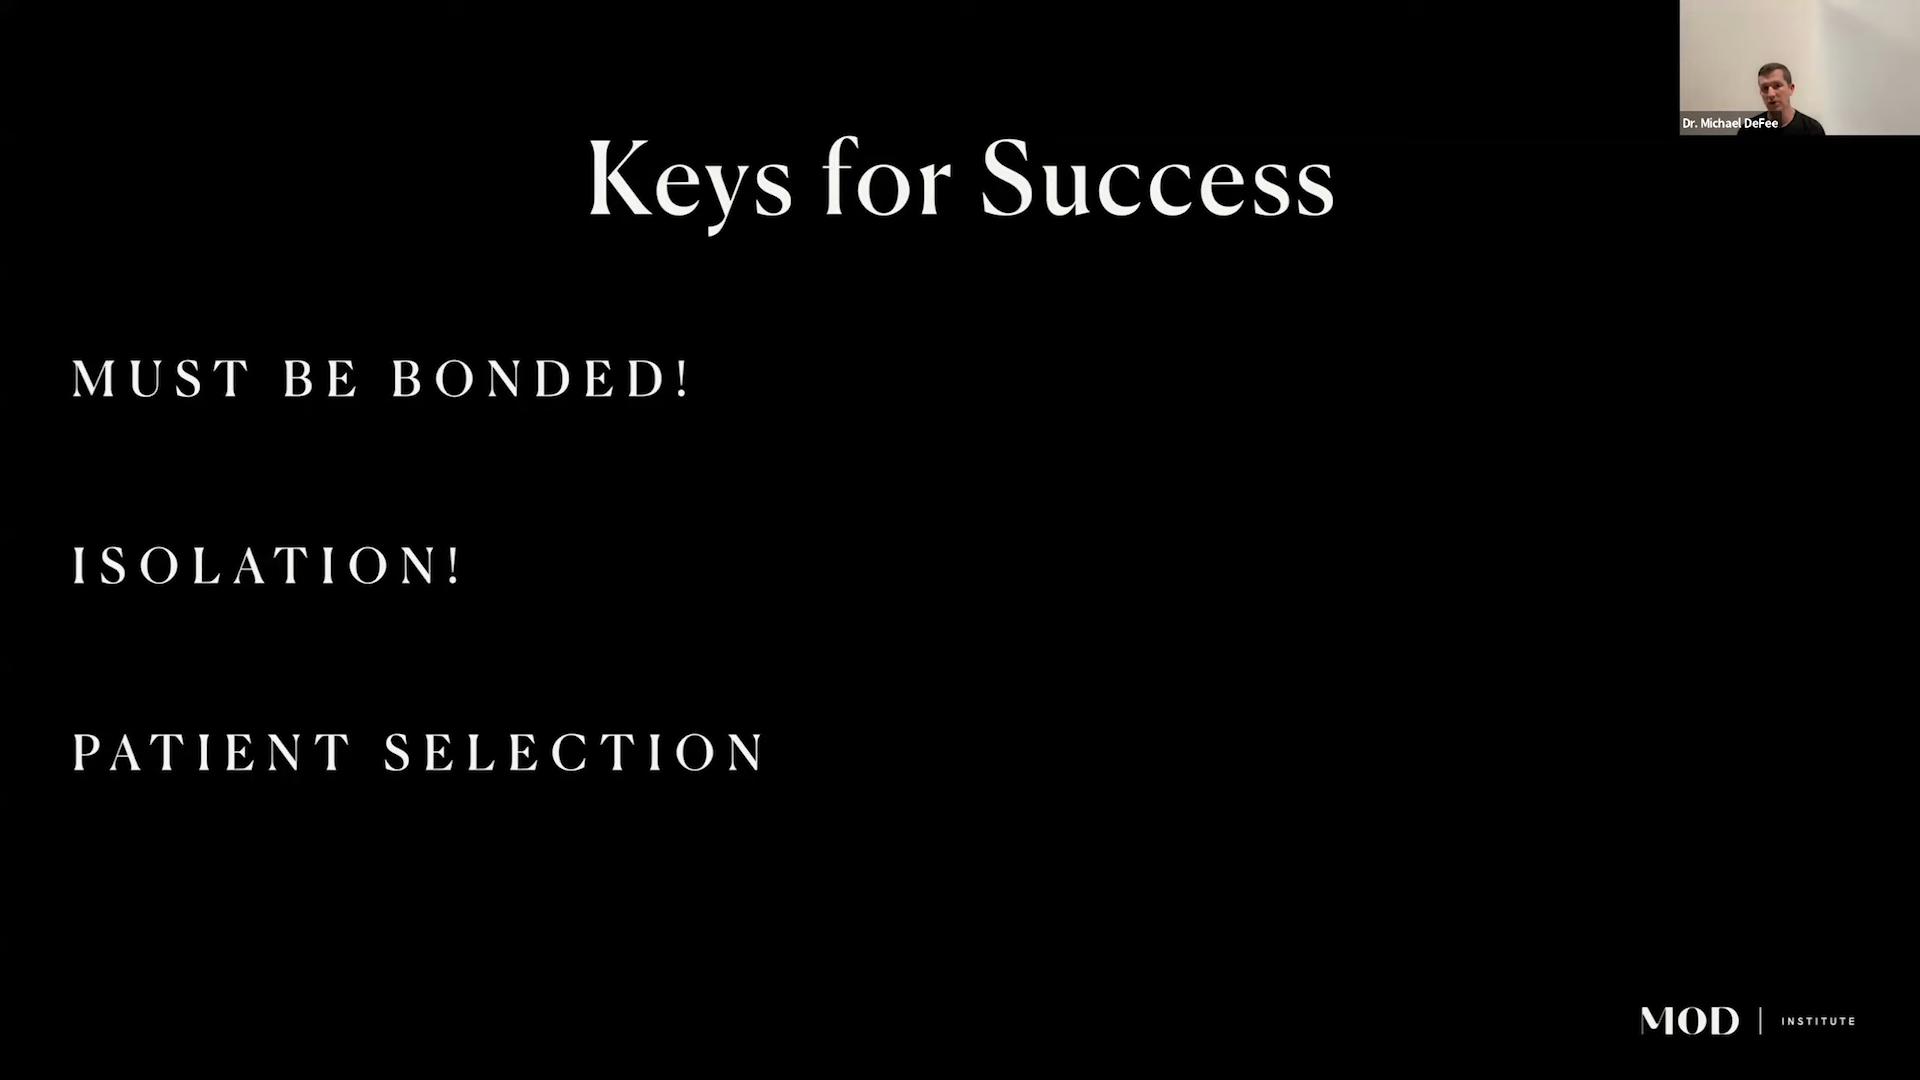 Dr. Michael DeFee
Keys for Success
MUST BE BONDED!
ISOLATION!
PATIENT SELECTION
MOD | INSTITUTE